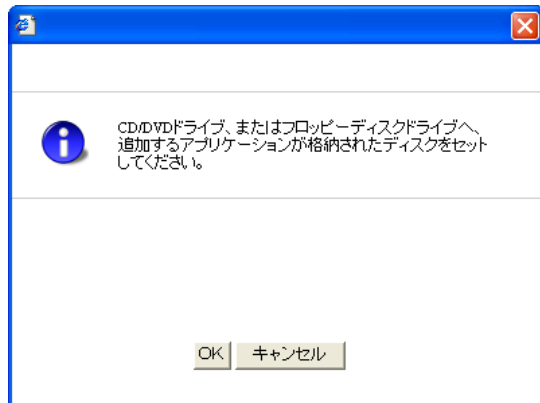 CD/DVDドライブ、またはフロッピーディスクドライブへ、
追加するアプリケーションが格納されたディスクをセット
してください。
OK キャンセル